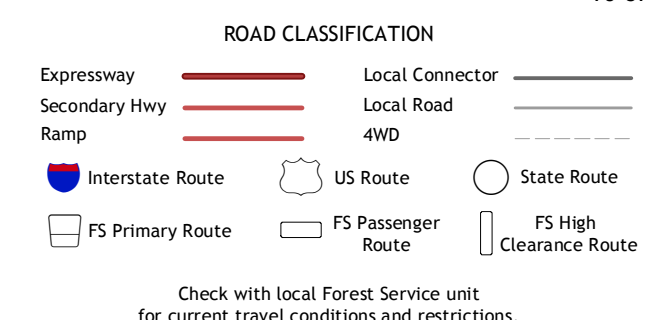 ROAD CLASSIFICATION
Expressway
Local Connector
Secondary Hwy
Local Road
Ramp
4WD
Interstate Route
US Route
State Route
FS Primary Route
FS Passenger
Route
FS High
Clearance Route
Check with local Forest Service unit
for current travel conditions and restrictions.